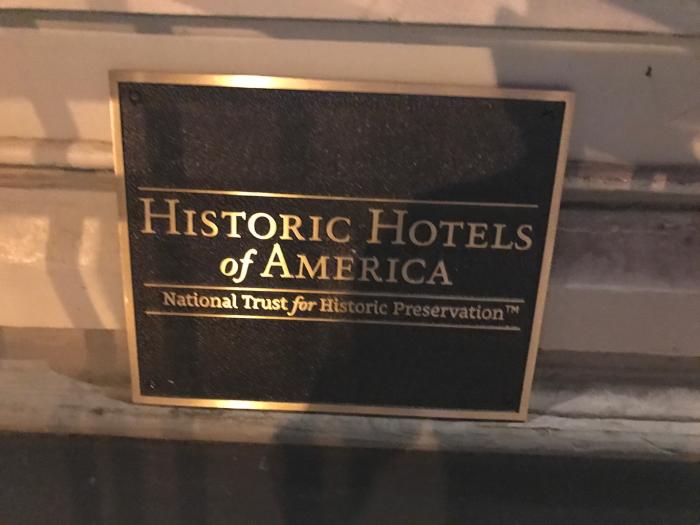 HISTORIC HOTELS
of AMERICA
National Trust for Historic Preservation™